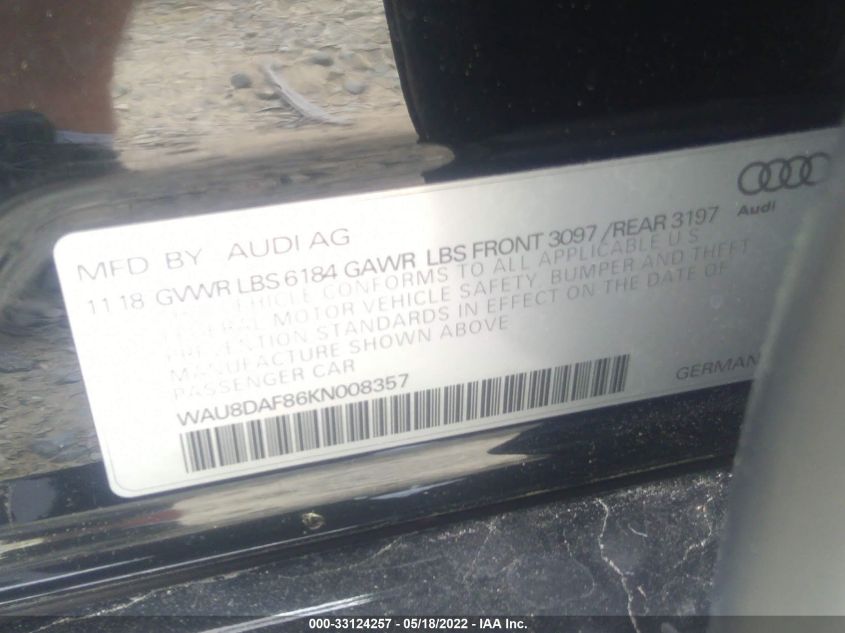 Audi
MFD BY AUDI AG
11 18 GVWR LBS 6184 GAWR LBS FRONT 3097 /REAR 3197
VEHICLE CONFORMS TO ALL APPLICABLE U S
MOTOR VEHICLE SAFETY, BUMPER AND THEFT
PREVENTION STANDARDS IN EFFECT ON THE DATE OF
MANUFACTURE SHOWN ABOVE
PASSENGER CAR
WAU8DAF86KN008357
GERMAN
000-33124257 - 05/18/2022 - IAA Inc.